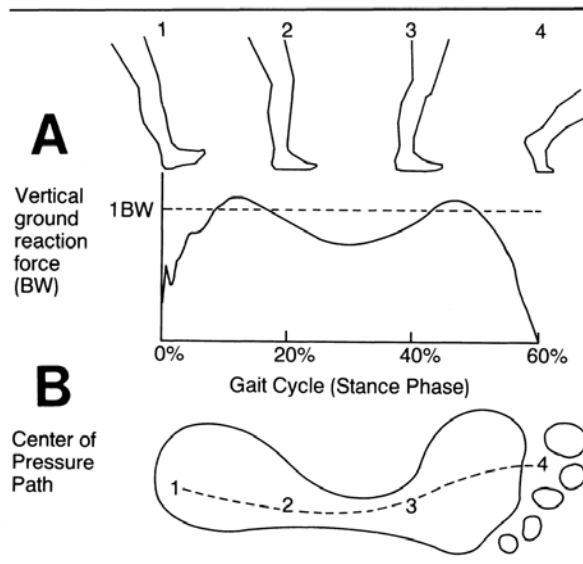 1 2 3 4
A
Vertical
ground
reaction
force
(BW)
1BW
0% 20% 40% 60%
Gait Cycle (Stance Phase)
B
Center of
Pressure
Path
1 2 3 4